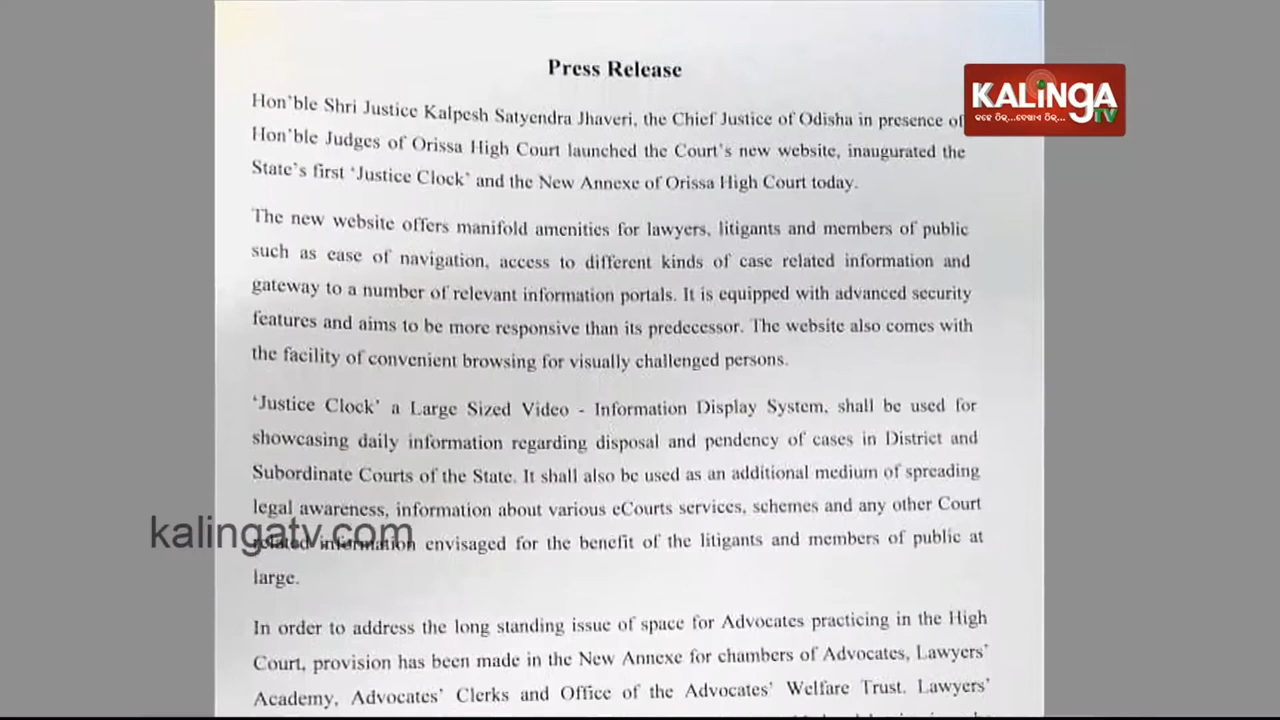 Press Release
KALiNGA TV
କହେ ଠିକ୍...ଦେଖାଏ ଠିକ୍...
Hon'ble Shri Justice Kalpesh Satyendra Jhaveri, the Chief Justice of Odisha in presence of
Hon'ble Judges of Orissa High Court launched the Court's new website, inaugurated the
State's first 'Justice Clock' and the New Annexe of Orissa High Court today.
The new website offers manifold amenities for lawyers, litigants and members of public
such as ease of navigation, access to different kinds of case related information and
gateway to a number of relevant information portals. It is equipped with advanced security
features and aims to be more responsive than its predecessor. The website also comes with
the facility of convenient browsing for visually challenged persons.
'Justice Clock' a Large Sized Video - Information Display System, shall be used for
showcasing daily information regarding disposal and pendency of cases in District and
Subordinate Courts of the State. It shall also be used as an additional medium of spreading
legal awareness, information about various eCourts services, schemes and any other Court
kalingatv.com
related information envisaged for the benefit of the litigants and members of public at
large.
In order to address the long standing issue of space for Advocates practicing in the High
Court, provision has been made in the New Annexe for chambers of Advocates, Lawyers'
Academy, Advocates' Clerks and Office of the Advocates' Welfare Trust. Lawyers'